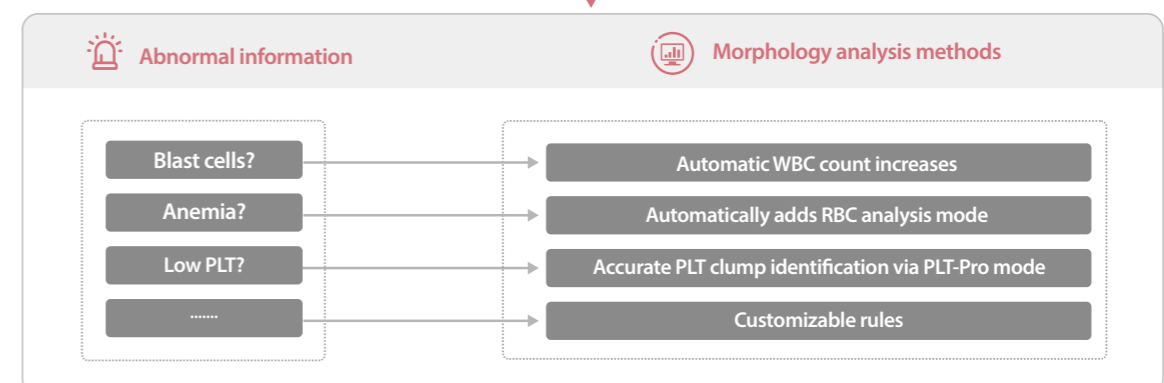 Abnormal information
Morphology analysis methods
Blast cells?
Automatic WBC count increases
Anemia?
Automatically adds RBC analysis mode
Low PLT?
Accurate PLT clump identification via PLT-Pro mode
.......
Customizable rules